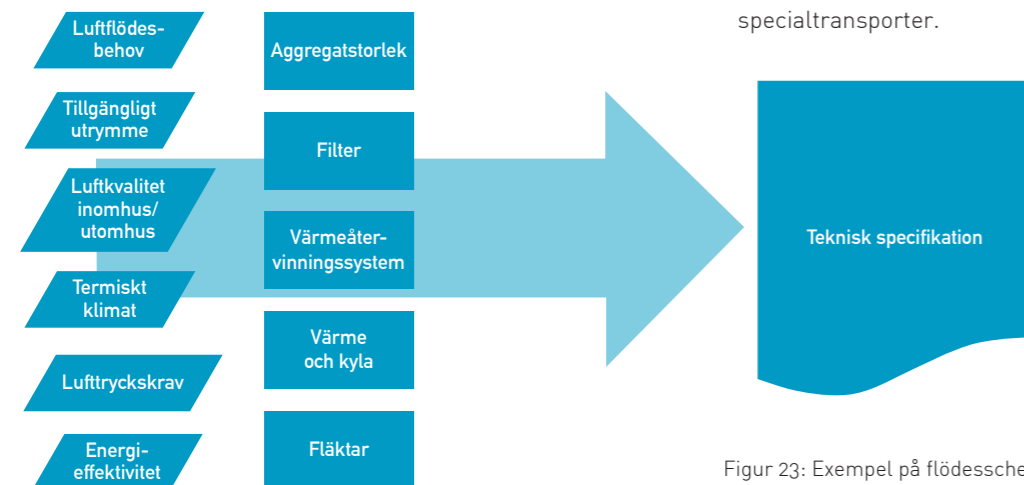 specialtransporter.
Luftflödes-
behov
Tillgängligt
utrymme
Luftkvalitet
inomhus/
utomhus
Termiskt
klimat
Lufttryckskrav
Energi-
effektivitet
Aggregatstorlek
Filter
Värmeåter-
vinningssystem
Värme
och kyla
Fläktar
Teknisk specifikation
Figur 23: Exempel på flödessche